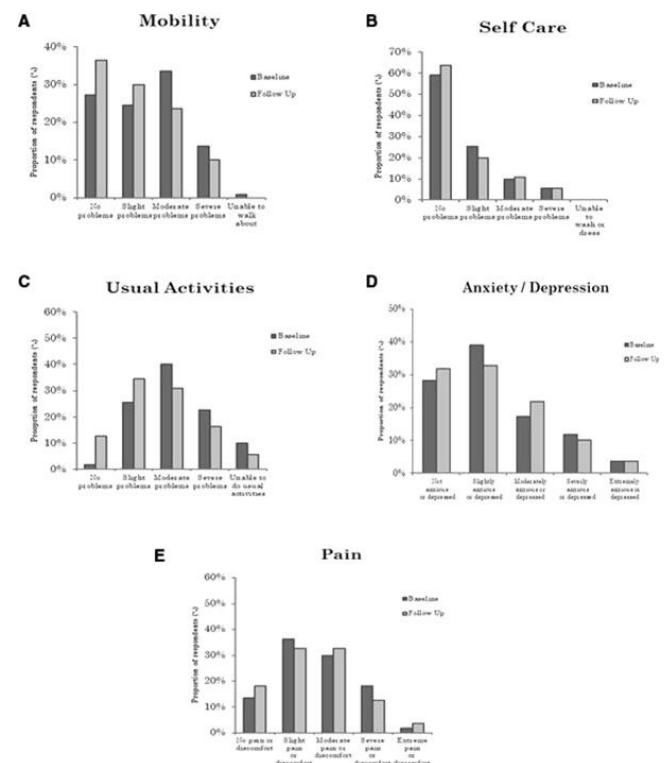 A
Mobility
Proportion of respondents (%)
40%
30%
20%
10%
0%
No problems
Slight problems
Moderate problems
Severe problems
Unable to walk about
Baseline
Follow Up
B
Self Care
Proportion of respondents (%)
70%
60%
50%
40%
30%
20%
10%
0%
No problems
Slight problems
Moderate problems
Severe problems
Unable to wash or dress
Baseline
Follow Up
C
Usual Activities
Proportion of respondents (%)
60%
50%
40%
30%
20%
10%
0%
No problems
Slight problems
Moderate problems
Severe problems
Unable to do usual activities
Baseline
Follow Up
D
Anxiety / Depression
Proportion of respondents (%)
50%
40%
30%
20%
10%
0%
Not anxious or depressed
Slightly anxious or depressed
Moderately anxious or depressed
Severly anxious or depressed
Extremely anxious or depressed
Baseline
Follow Up
E
Pain
Proportion of respondents (%)
60%
50%
40%
30%
20%
10%
0%
No pain or discomfort
Slight pain or discomfort
Moderate pain or discomfort
Severe pain or discomfort
Extreme pain or discomfort
Baseline
Follow Up